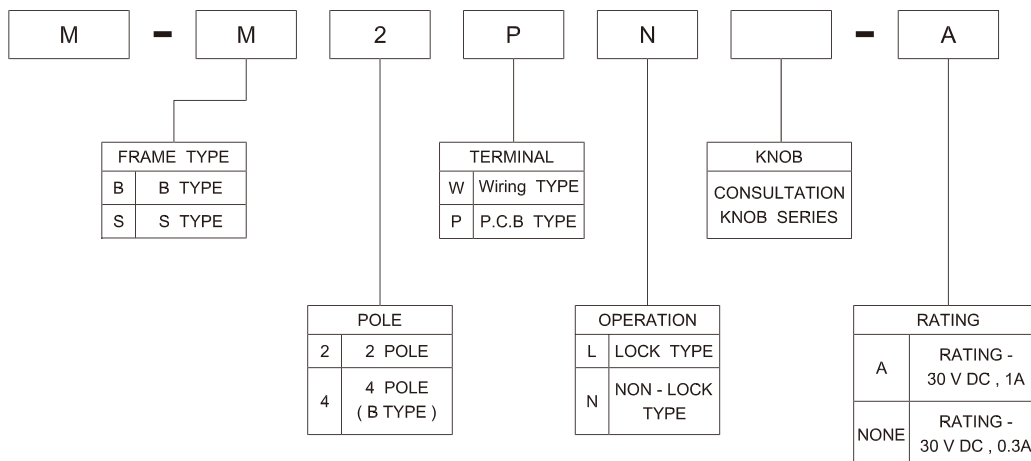 M - M 2 P N - A
FRAME TYPE
B B TYPE
S S TYPE
TERMINAL
W Wiring TYPE
P P.C.B TYPE
KNOB
CONSULTATION
KNOB SERIES
POLE
2 2 POLE
4 4 POLE
( B TYPE )
OPERATION
L LOCK TYPE
N NON - LOCK
TYPE
RATING
A RATING -
30 V DC , 1A
NONE RATING -
30 V DC , 0.3A